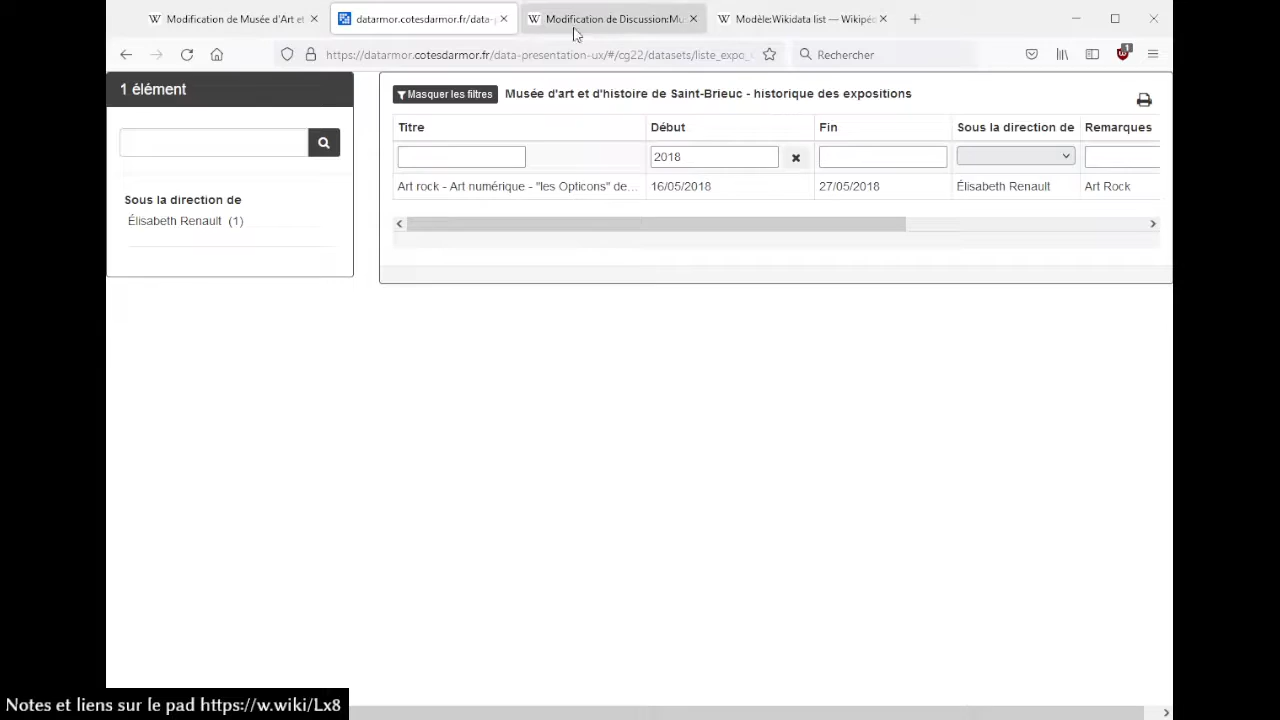 Modification de Musée d'Art et
datarmor.cotesdarmor.fr/data-
Modification de Discussion:Mu
Modèle:Wikidata list — Wikipéc
https://datarmor.cotesdarmor.fr/data-presentation-ux/#/cg22/datasets/liste_expo_
Rechercher
1
1 élément
Masquer les filtres
Musée d'art et d'histoire de Saint-Brieuc - historique des expositions
Titre
Début
Fin
Sous la direction de
Remarques
2018
Art rock - Art numérique - "les Opticons" de...
16/05/2018
27/05/2018
Élisabeth Renault
Art Rock
Sous la direction de
Élisabeth Renault (1)
Notes et liens sur le pad https://w.wiki/Lx8